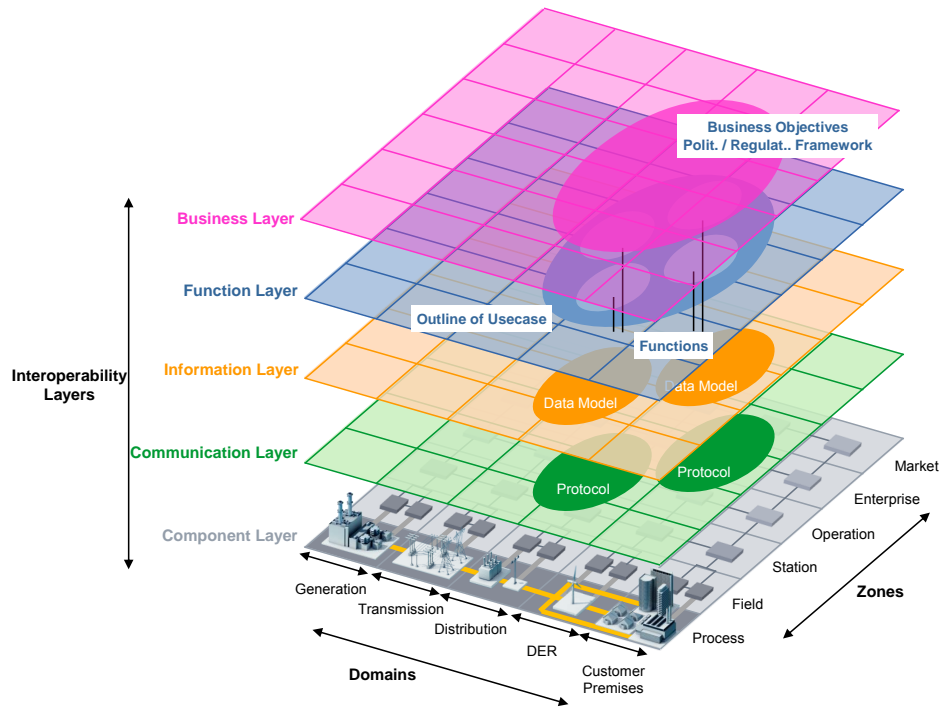 Business Objectives
Polit. / Regulat.. Framework
Business Layer
Function Layer
Outline of Usecase
Functions
Interoperability
Layers
Information Layer
Data Model
Data Model
Communication Layer
Protocol
Protocol
Component Layer
Market
Enterprise
Operation
Station
Field
Process
Zones
Generation
Transmission
Distribution
DER
Customer
Premises
Domains